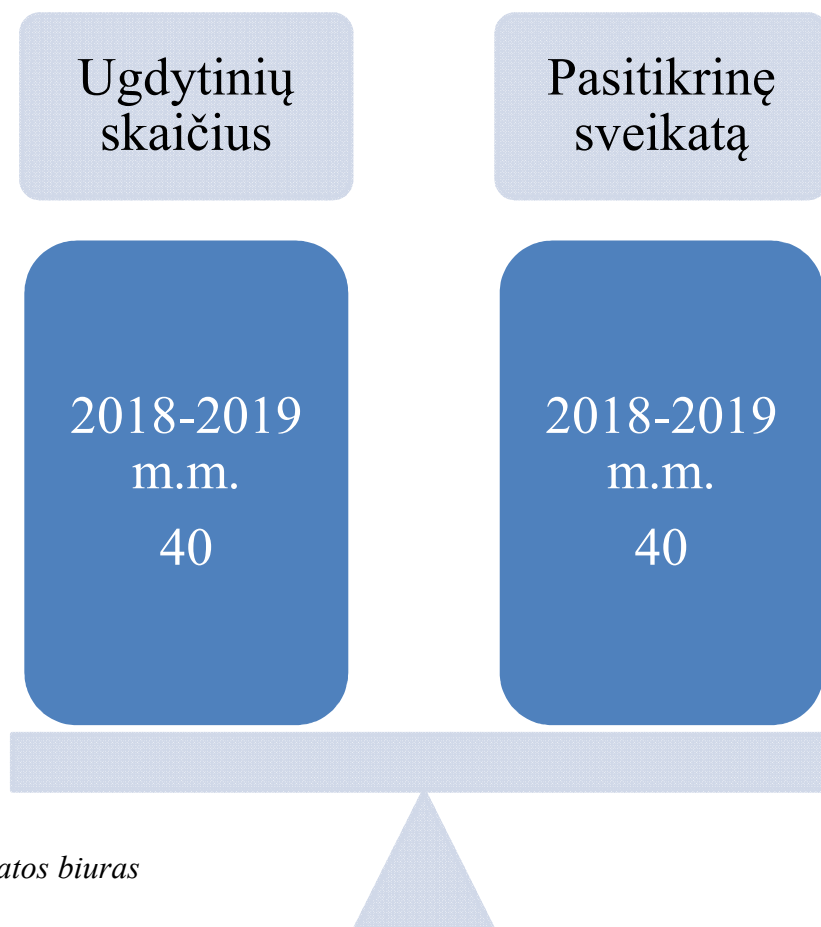 Ugdytinių
skaičius
Pasitikrinę
sveikatą
2018-2019
m.m.
40
2018-2019
m.m.
40
atos biuras